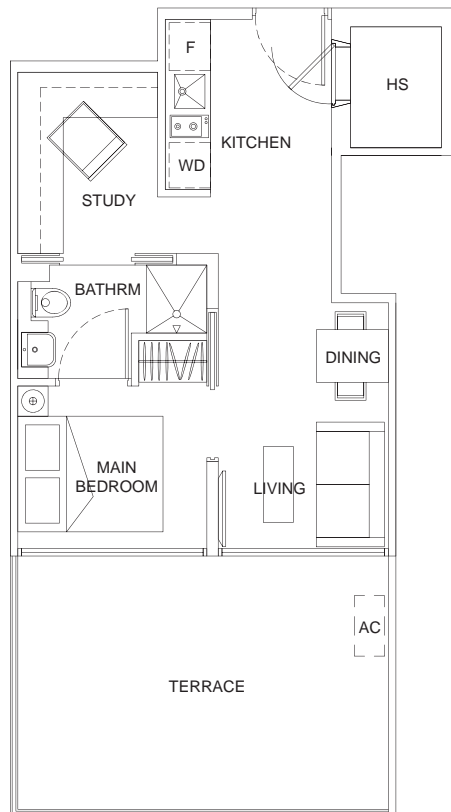 F
HS
KITCHEN
WD
STUDY
BATHRM
DINING
MAIN
BEDROOM
LIVING
AC
TERRACE